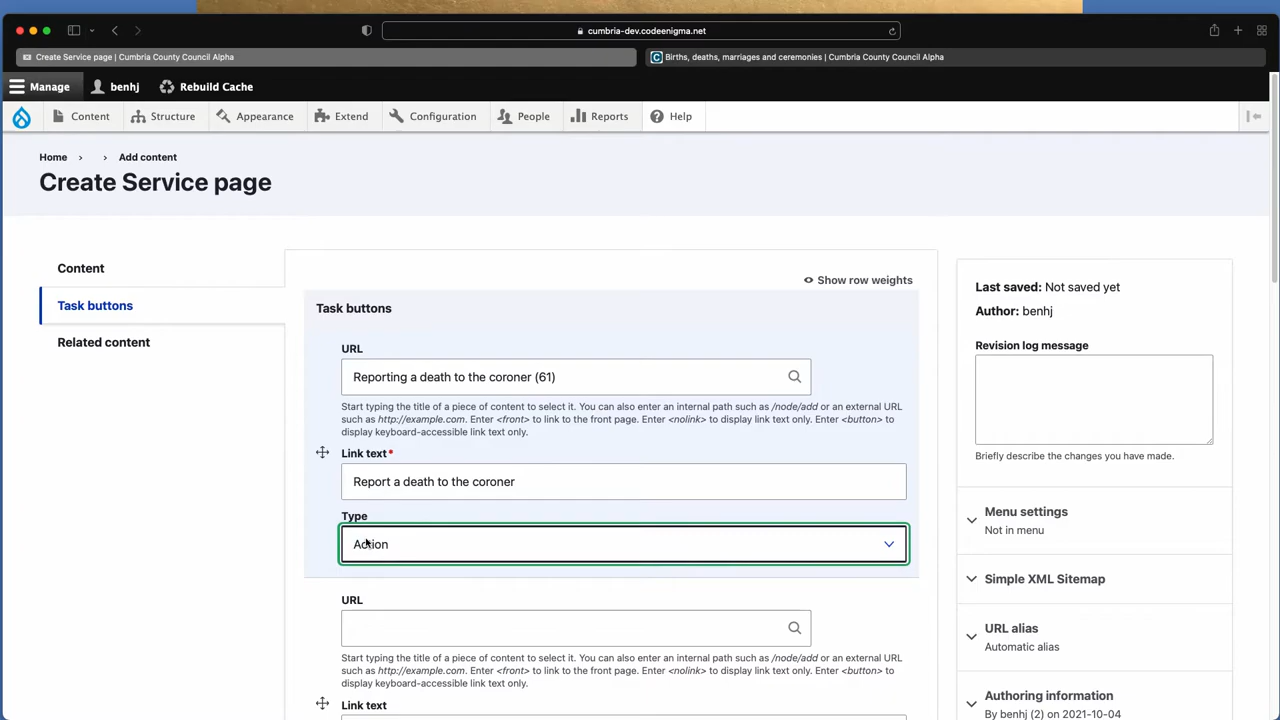 cumbria-dev.codeenigma.net
Create Service page | Cumbria County Council Alpha
Births, deaths, marriages and ceremonies | Cumbria County Council Alpha
Manage
benhj
Rebuild Cache
Content
Structure
Appearance
Extend
Configuration
People
Reports
Help
Home › › Add content
Create Service page
Content
Task buttons
Related content
Show row weights
Task buttons
URL
Reporting a death to the coroner (61)
Start typing the title of a piece of content to select it. You can also enter an internal path such as /node/add or an external URL
such as http://example.com. Enter <front> to link to the front page. Enter <nolink> to display link text only. Enter <button> to
display keyboard-accessible link text only.
Link text*
Report a death to the coroner
Type
Action
URL
Start typing the title of a piece of content to select it. You can also enter an internal path such as /node/add or an external URL
such as http://example.com. Enter <front> to link to the front page. Enter <nolink> to display link text only. Enter <button> to
display keyboard-accessible link text only.
Link text
Last saved: Not saved yet
Author: benhj
Revision log message
Briefly describe the changes you have made.
Menu settings
Not in menu
Simple XML Sitemap
URL alias
Automatic alias
Authoring information
By benhj (2) on 2021-10-04